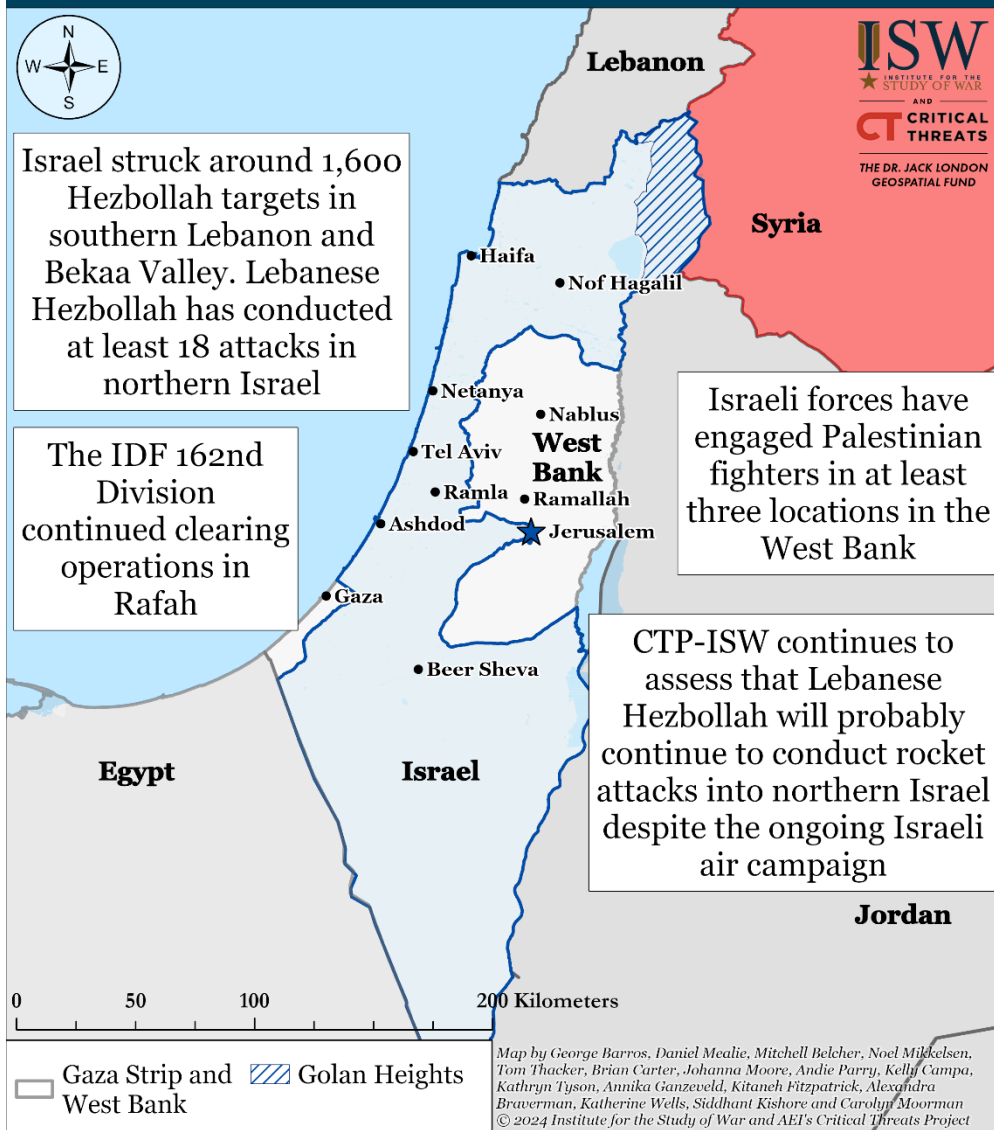 N
W E
S
Lebanon
ISW
INSTITUTE FOR THE
STUDY OF WAR
AND
CT CRITICAL
THREATS
THE DR. JACK LONDON
GEOSPATIAL FUND
Israel struck around 1,600
Hezbollah targets in
southern Lebanon and
Bekaa Valley. Lebanese
Hezbollah has conducted
at least 18 attacks in
northern Israel
Syria
Haifa
Nof Hagalil
Netanya
Nablus
West
Bank
Tel Aviv
Ramla
Ramallah
Ashdod
Jerusalem
Israeli forces have
engaged Palestinian
fighters in at least
three locations in the
West Bank
The IDF 162nd
Division
continued clearing
operations in
Rafah
Gaza
Beer Sheva
CTP-ISW continues to
assess that Lebanese
Hezbollah will probably
continue to conduct rocket
attacks into northern Israel
despite the ongoing Israeli
air campaign
Egypt
Israel
Jordan
0 50 100 200 Kilometers
Gaza Strip and
West Bank
Golan Heights
Map by George Barros, Daniel Mealie, Mitchell Belcher, Noel Mikkelsen,
Tom Thacker, Brian Carter, Johanna Moore, Andie Parry, Kelly Campa,
Kathryn Tyson, Annika Ganzeveld, Kitaneh Fitzpatrick, Alexandra
Braverman, Katherine Wells, Siddhant Kishore and Carolyn Moorman
© 2024 Institute for the Study of War and AEI's Critical Threats Project